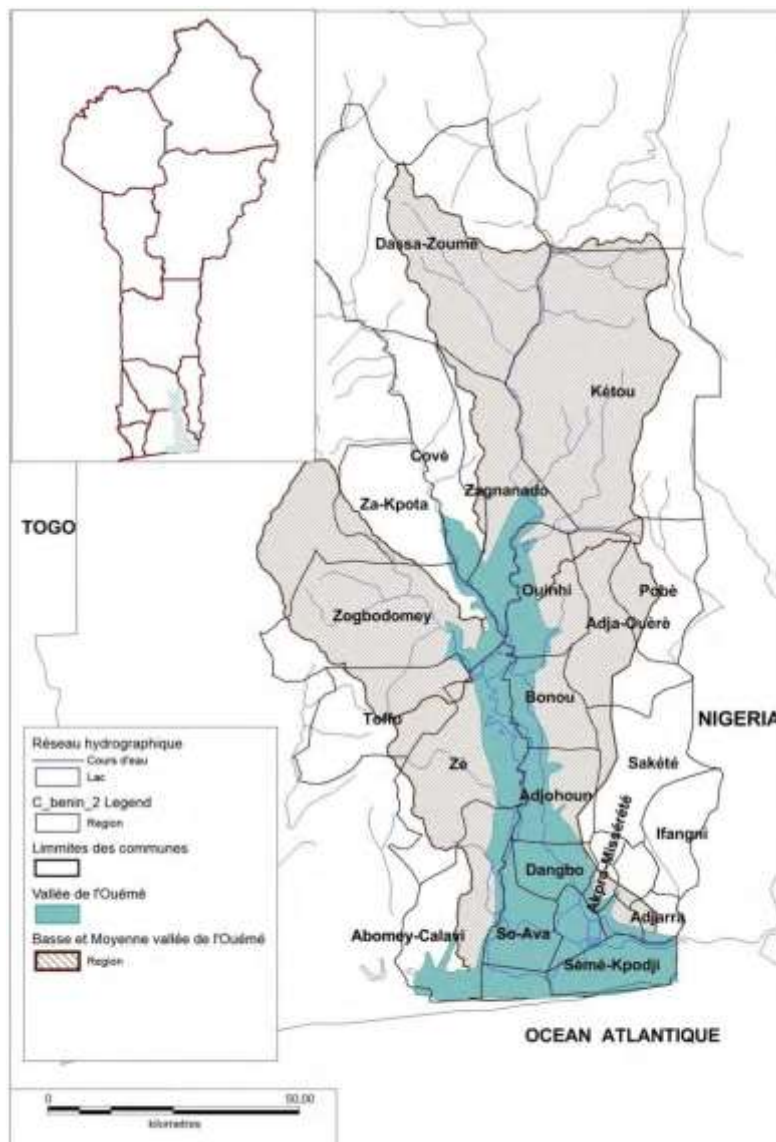 Dassa-Zoumè
Kétou
Covè
Zagnanado
Za-Kpota
TOGO
Ouinhi
Pobè
Zogbodomey
Adja-Ouèrè
Bonou
Toffo
NIGERIA
Zè
Sakété
Adjohoun
Ifangni
Akpro-Missérété
Dangbo
Adjarra
Abomey-Calavi
So-Ava
Sèmè-Kpodji
OCEAN ATLANTIQUE
Réseau hydrographique
Cours d'eau
Lac
C_benin_2 Legend
Region
Limmites des communes
Vallée de l'Ouémé
Basse et Moyenne vallée de l'Ouémé
Region
0
50,00
kilometres